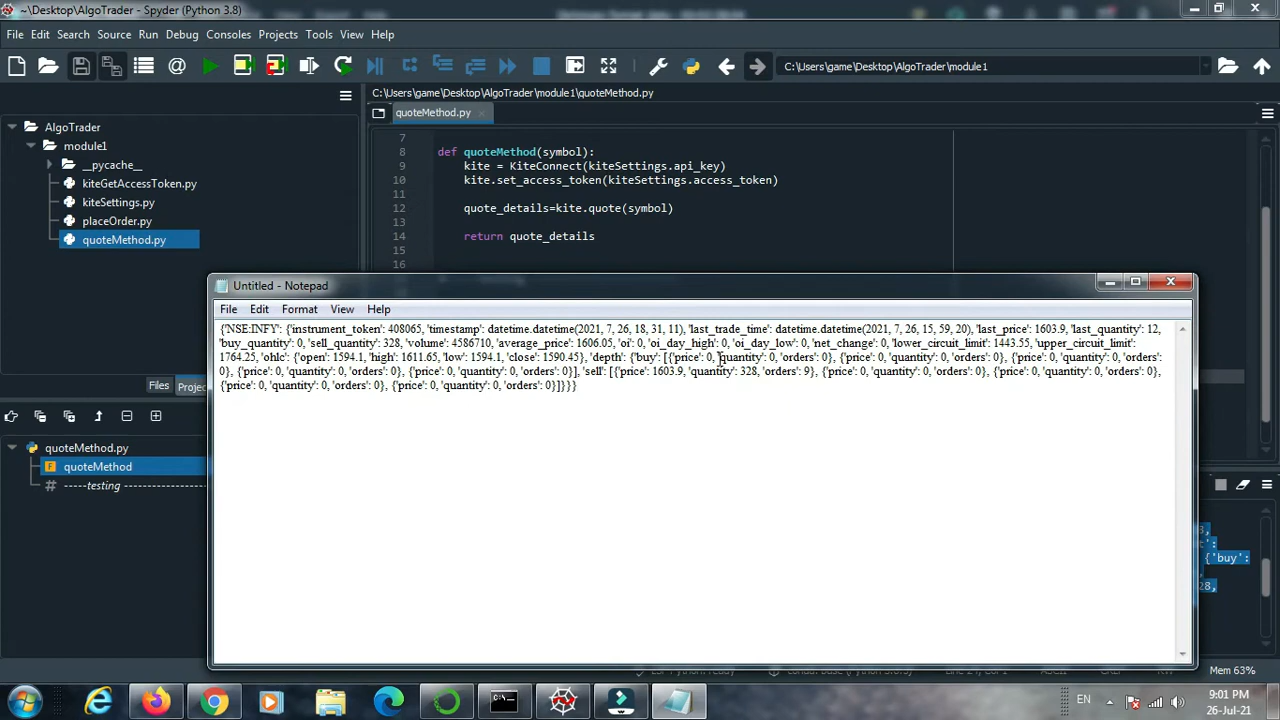 ~\Desktop\AlgoTrader - Spyder (Python 3.8)
File Edit Search Source Run Debug Consoles Projects Tools View Help
C:\Users\game\Desktop\AlgoTrader\module1
C:\Users\game\Desktop\AlgoTrader\module1\quoteMethod.py
quoteMethod.py
AlgoTrader
module1
__pycache__
kiteGetAccessToken.py
kiteSettings.py
placeOrder.py
quoteMethod.py
7
8 def quoteMethod(symbol):
9 kite = KiteConnect(kiteSettings.api_key)
10 kite.set_access_token(kiteSettings.access_token)
11
12 quote_details=kite.quote(symbol)
13
14 return quote_details
15
16
Untitled - Notepad
File Edit Format View Help
{'NSE:INFY': {'instrument_token': 408065, 'timestamp': datetime.datetime(2021, 7, 26, 18, 31, 11), 'last_trade_time': datetime.datetime(2021, 7, 26, 15, 59, 20), 'last_price': 1603.9, 'last_quantity': 12,
'buy_quantity': 0, 'sell_quantity': 328, 'volume': 4586710, 'average_price': 1606.05, 'oi': 0, 'oi_day_high': 0, 'oi_day_low': 0, 'net_change': 0, 'lower_circuit_limit': 1443.55, 'upper_circuit_limit':
1764.25, 'ohlc': {'open': 1594.1, 'high': 1611.65, 'low': 1594.1, 'close': 1590.45}, 'depth': {'buy': [{'price': 0, 'quantity': 0, 'orders': 0}, {'price': 0, 'quantity': 0, 'orders': 0}, {'price': 0, 'quantity': 0, 'orders':
0}, {'price': 0, 'quantity': 0, 'orders': 0}, {'price': 0, 'quantity': 0, 'orders': 0}], 'sell': [{'price': 1603.9, 'quantity': 328, 'orders': 9}, {'price': 0, 'quantity': 0, 'orders': 0}, {'price': 0, 'quantity': 0, 'orders': 0},
{'price': 0, 'quantity': 0, 'orders': 0}, {'price': 0, 'quantity': 0, 'orders': 0}]}}}
Files
quoteMethod.py
quoteMethod
-----testing ----------------
{'buy':
Mem 63%
EN
9:01 PM
26-Jul-21